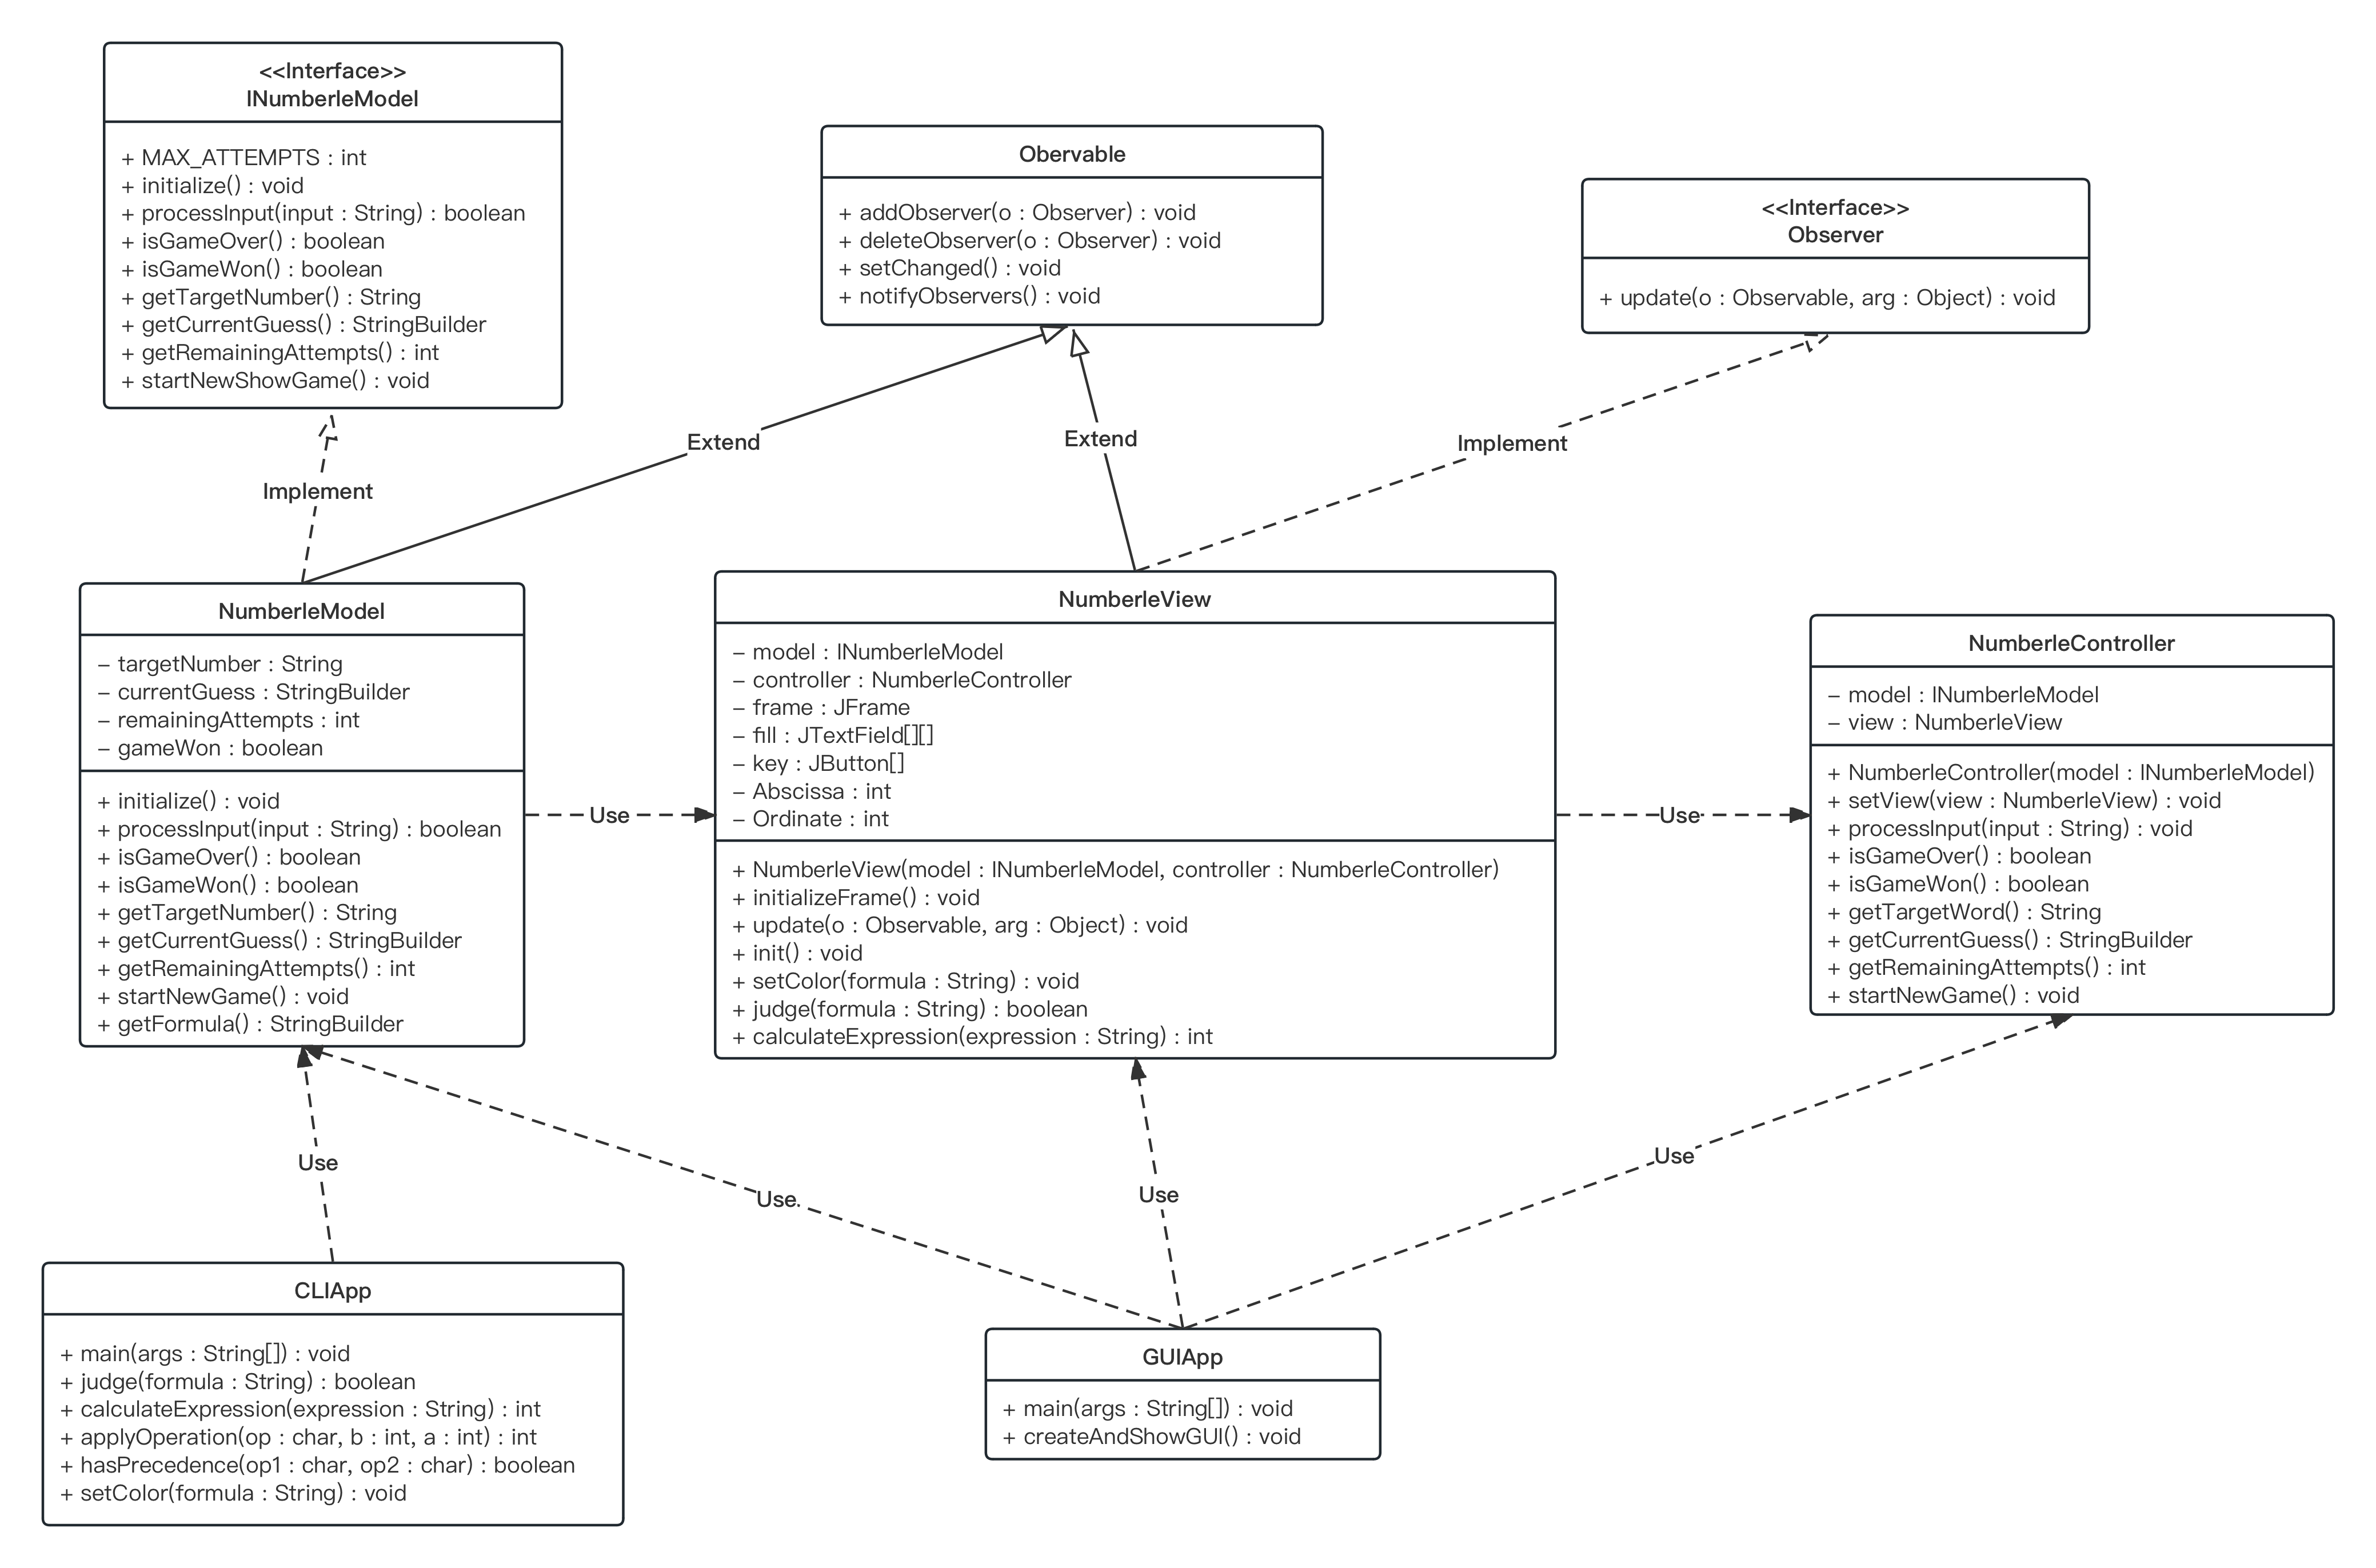 <<Interface>>
INumberleModel
+ MAX_ATTEMPTS : int
+ initialize() : void
+ processInput(input : String) : boolean
+ isGameOver() : boolean
+ isGameWon() : boolean
+ getTargetNumber() : String
+ getCurrentGuess() : StringBuilder
+ getRemainingAttempts() : int
+ startNewShowGame() : void
Obervable
+ addObserver(o : Observer) : void
+ deleteObserver(o : Observer) : void
+ setChanged() : void
+ notifyObservers() : void
<<Interface>>
Observer
+ update(o : Observable, arg : Object) : void
Implement
Extend
Extend
Implement
NumberleModel
– targetNumber : String
– currentGuess : StringBuilder
– remainingAttempts : int
– gameWon : boolean
+ initialize() : void
+ processInput(input : String) : boolean
+ isGameOver() : boolean
+ isGameWon() : boolean
+ getTargetNumber() : String
+ getCurrentGuess() : StringBuilder
+ getRemainingAttempts() : int
+ startNewGame() : void
+ getFormula() : StringBuilder
Use
NumberleView
– model : INumberleModel
– controller : NumberleController
– frame : JFrame
– fill : JTextField[][]
– key : JButton[]
– Abscissa : int
– Ordinate : int
+ NumberleView(model : INumberleModel, controller : NumberleController)
+ initializeFrame() : void
+ update(o : Observable, arg : Object) : void
+ init() : void
+ setColor(formula : String) : void
+ judge(formula : String) : boolean
+ calculateExpression(expression : String) : int
Use
NumberleController
– model : INumberleModel
– view : NumberleView
+ NumberleController(model : INumberleModel)
+ setView(view : NumberleView) : void
+ processInput(input : String) : void
+ isGameOver() : boolean
+ isGameWon() : boolean
+ getTargetWord() : String
+ getCurrentGuess() : StringBuilder
+ getRemainingAttempts() : int
+ startNewGame() : void
Use
Use
Use
Use
CLIApp
+ main(args : String[]) : void
+ judge(formula : String) : boolean
+ calculateExpression(expression : String) : int
+ applyOperation(op : char, b : int, a : int) : int
+ hasPrecedence(op1 : char, op2 : char) : boolean
+ setColor(formula : String) : void
GUIApp
+ main(args : String[]) : void
+ createAndShowGUI() : void